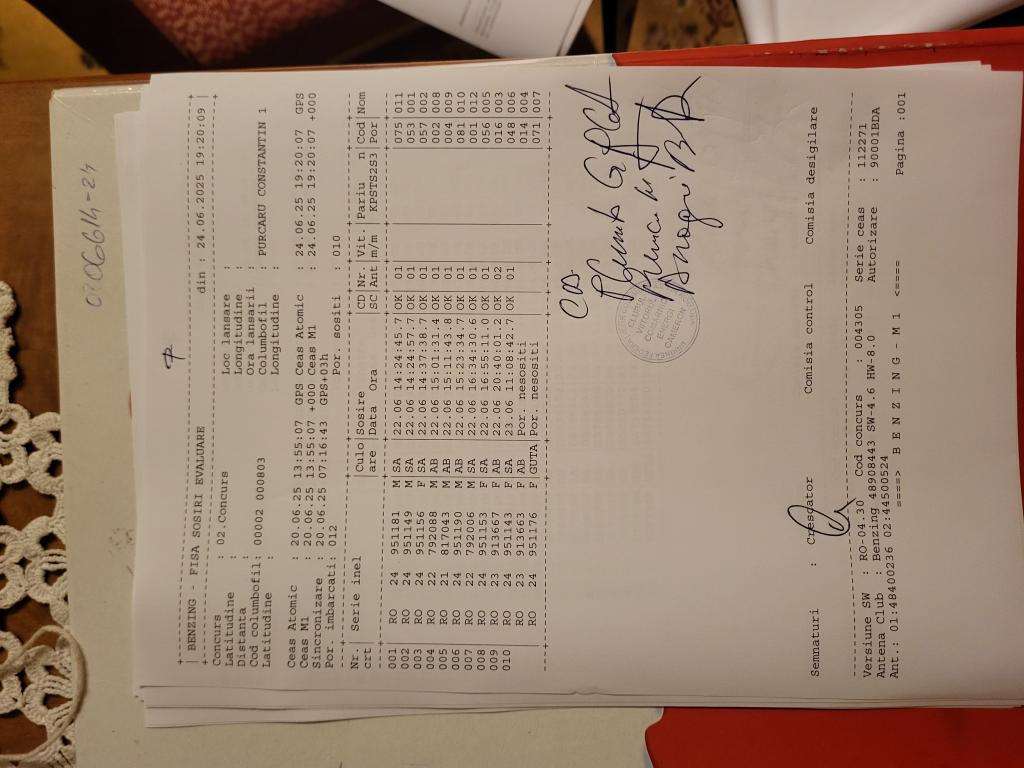 0206614-24
| BENZING   FISA SOSIRI EVALUARE   din : 24.06.2025 19:20:09 |
Concurs : 02.Concurs   Loc lansare :
Latitudine :   Longitudine :
Distanta :   Ora lansarii :
Cod columbofil: 00002 000803   Columbofil : PURCARU CONSTANTIN 1
Latitudine :   Longitudine :
Ceas Atomic : 20.06.25 13:55:07 GPS Ceas Atomic : 24.06.25 19:20:07 GPS
Ceas M1 : 20.06.25 13:55:07 +000 Ceas M1 : 24.06.25 19:20:07 +000
Sincronizare : 20.06.25 07:16:43 GPS+03h
Por. imbarcati: 012   Por. sositi : 010
Nr.| Serie inel |Culo|Sosire |CD|Nr.|Vit.|Pariu n|Cod|Nom
crt| |are |Data Ora |SC|Ant|m/m | KPSTS2S3|Por|
001 RO 24 951181 M SA 22.06 14:24:45.7 OK 01 075 011
002 RO 24 951149 M SA 22.06 14:24:57.7 OK 01 053 001
003 RO 24 951156 F SA 22.06 14:37:38.7 OK 01 057 002
004 RO 22 792088 M AB 22.06 15:01:31.4 OK 01 002 008
005 RO 21 817043 M AB 22.06 15:11:43.8 OK 01 004 009
006 RO 24 951190 M AB 22.06 15:23:34.7 OK 01 081 010
007 RO 22 792006 M SA 22.06 16:34:30.6 OK 01 001 012
008 RO 24 951153 F SA 22.06 16:55:11.0 OK 01 056 005
009 RO 23 913667 F AB 22.06 20:40:01.2 OK 02 016 003
010 RO 24 951143 F SA 23.06 11:08:42.7 OK 01 048 006
RO 23 913663 F AB Por. nesositi 014 004
RO 24 951176 F GUTA Por. nesositi 071 007
Semnaturi : Crescator   Comisia control   Comisia desigilare
Versiune SW : RO-04.30 Cod concurs : 004305 Serie ceas : 112271
Antena Club : Benzing 48908443 SW-4.6 HW-8.0 Autorizare : 90001BDA
Ant.: 01:48400236 02:44500524
====> B E N Z I N G - M 1 <==== Pagina :001